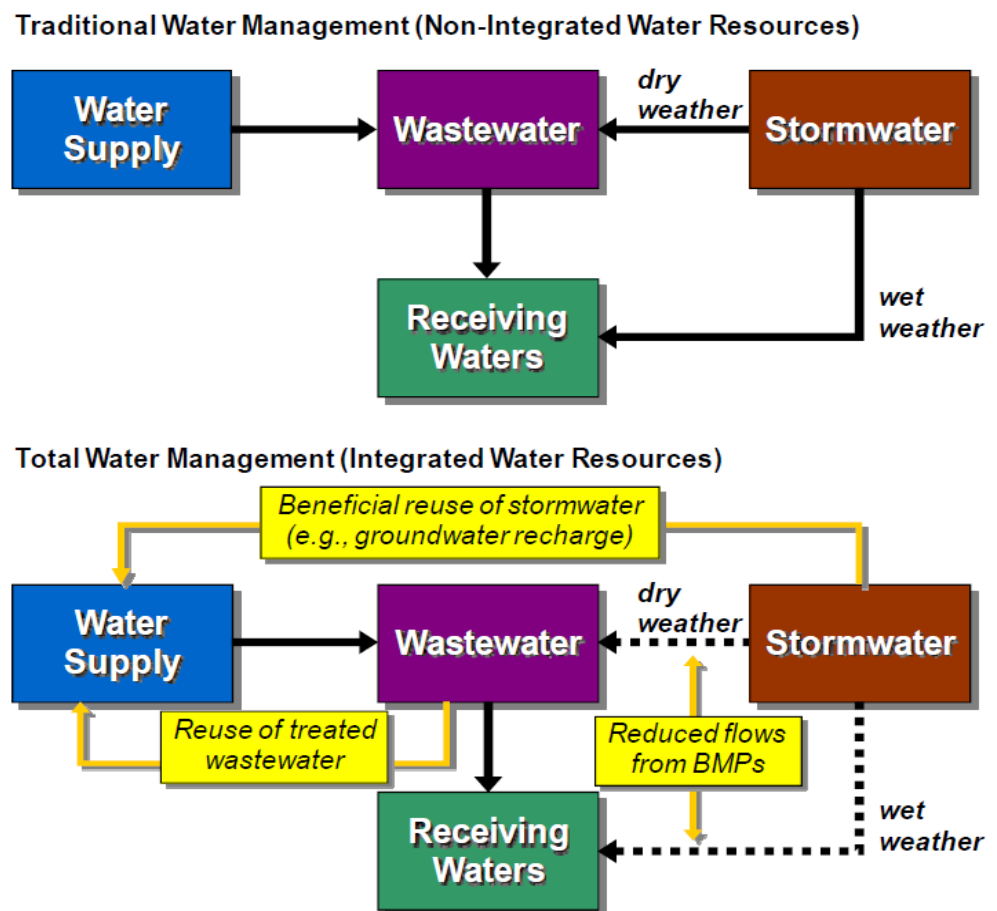 Traditional Water Management (Non-Integrated Water Resources)
Water
Supply
Wastewater
dry
weather
Stormwater
Receiving
Waters
wet
weather
Total Water Management (Integrated Water Resources)
Beneficial reuse of stormwater
(e.g., groundwater recharge)
Water
Supply
Wastewater
dry
weather
Stormwater
Reuse of treated
wastewater
Reduced flows
from BMPs
Receiving
Waters
wet
weather